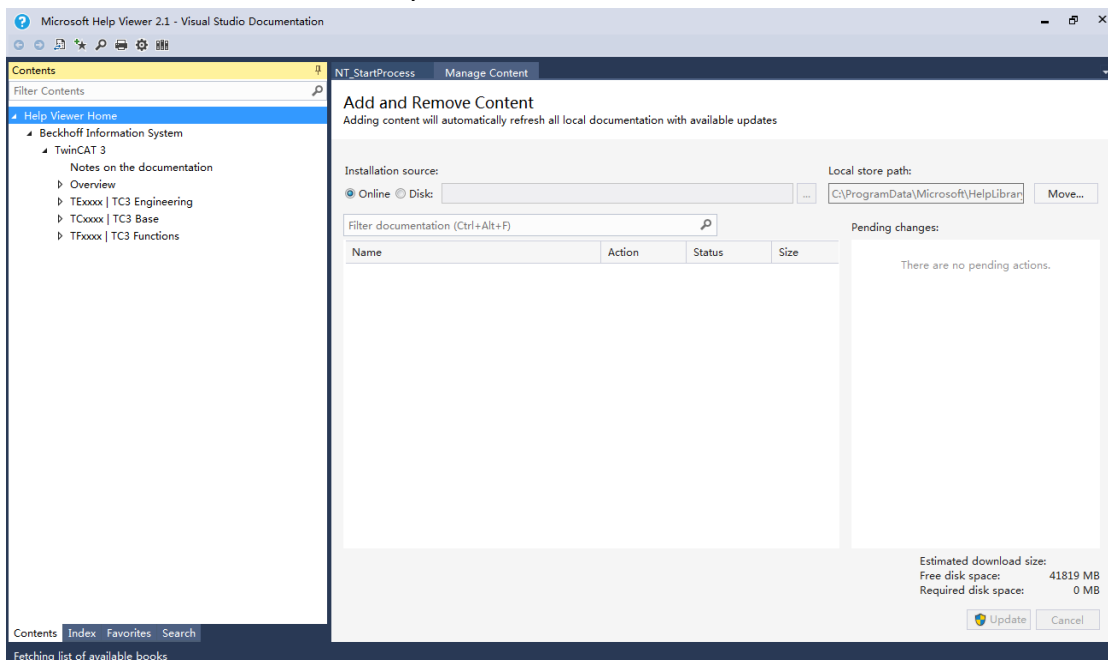 Microsoft Help Viewer 2.1 - Visual Studio Documentation
Contents
Filter Contents
Help Viewer Home
Beckhoff Information System
TwinCAT 3
Notes on the documentation
Overview
TExxxx | TC3 Engineering
TCxxxx | TC3 Base
TFxxxx | TC3 Functions
NT_StartProcess Manage Content
Add and Remove Content
Adding content will automatically refresh all local documentation with available updates
Installation source: Local store path:
Online Disk: ... C:\ProgramData\Microsoft\HelpLibrary Move...
Filter documentation (Ctrl+Alt+F) Pending changes:
Name Action Status Size
There are no pending actions.
Estimated download size:
Free disk space: 41819 MB
Required disk space: 0 MB
Update Cancel
Contents Index Favorites Search
Fetching list of available books